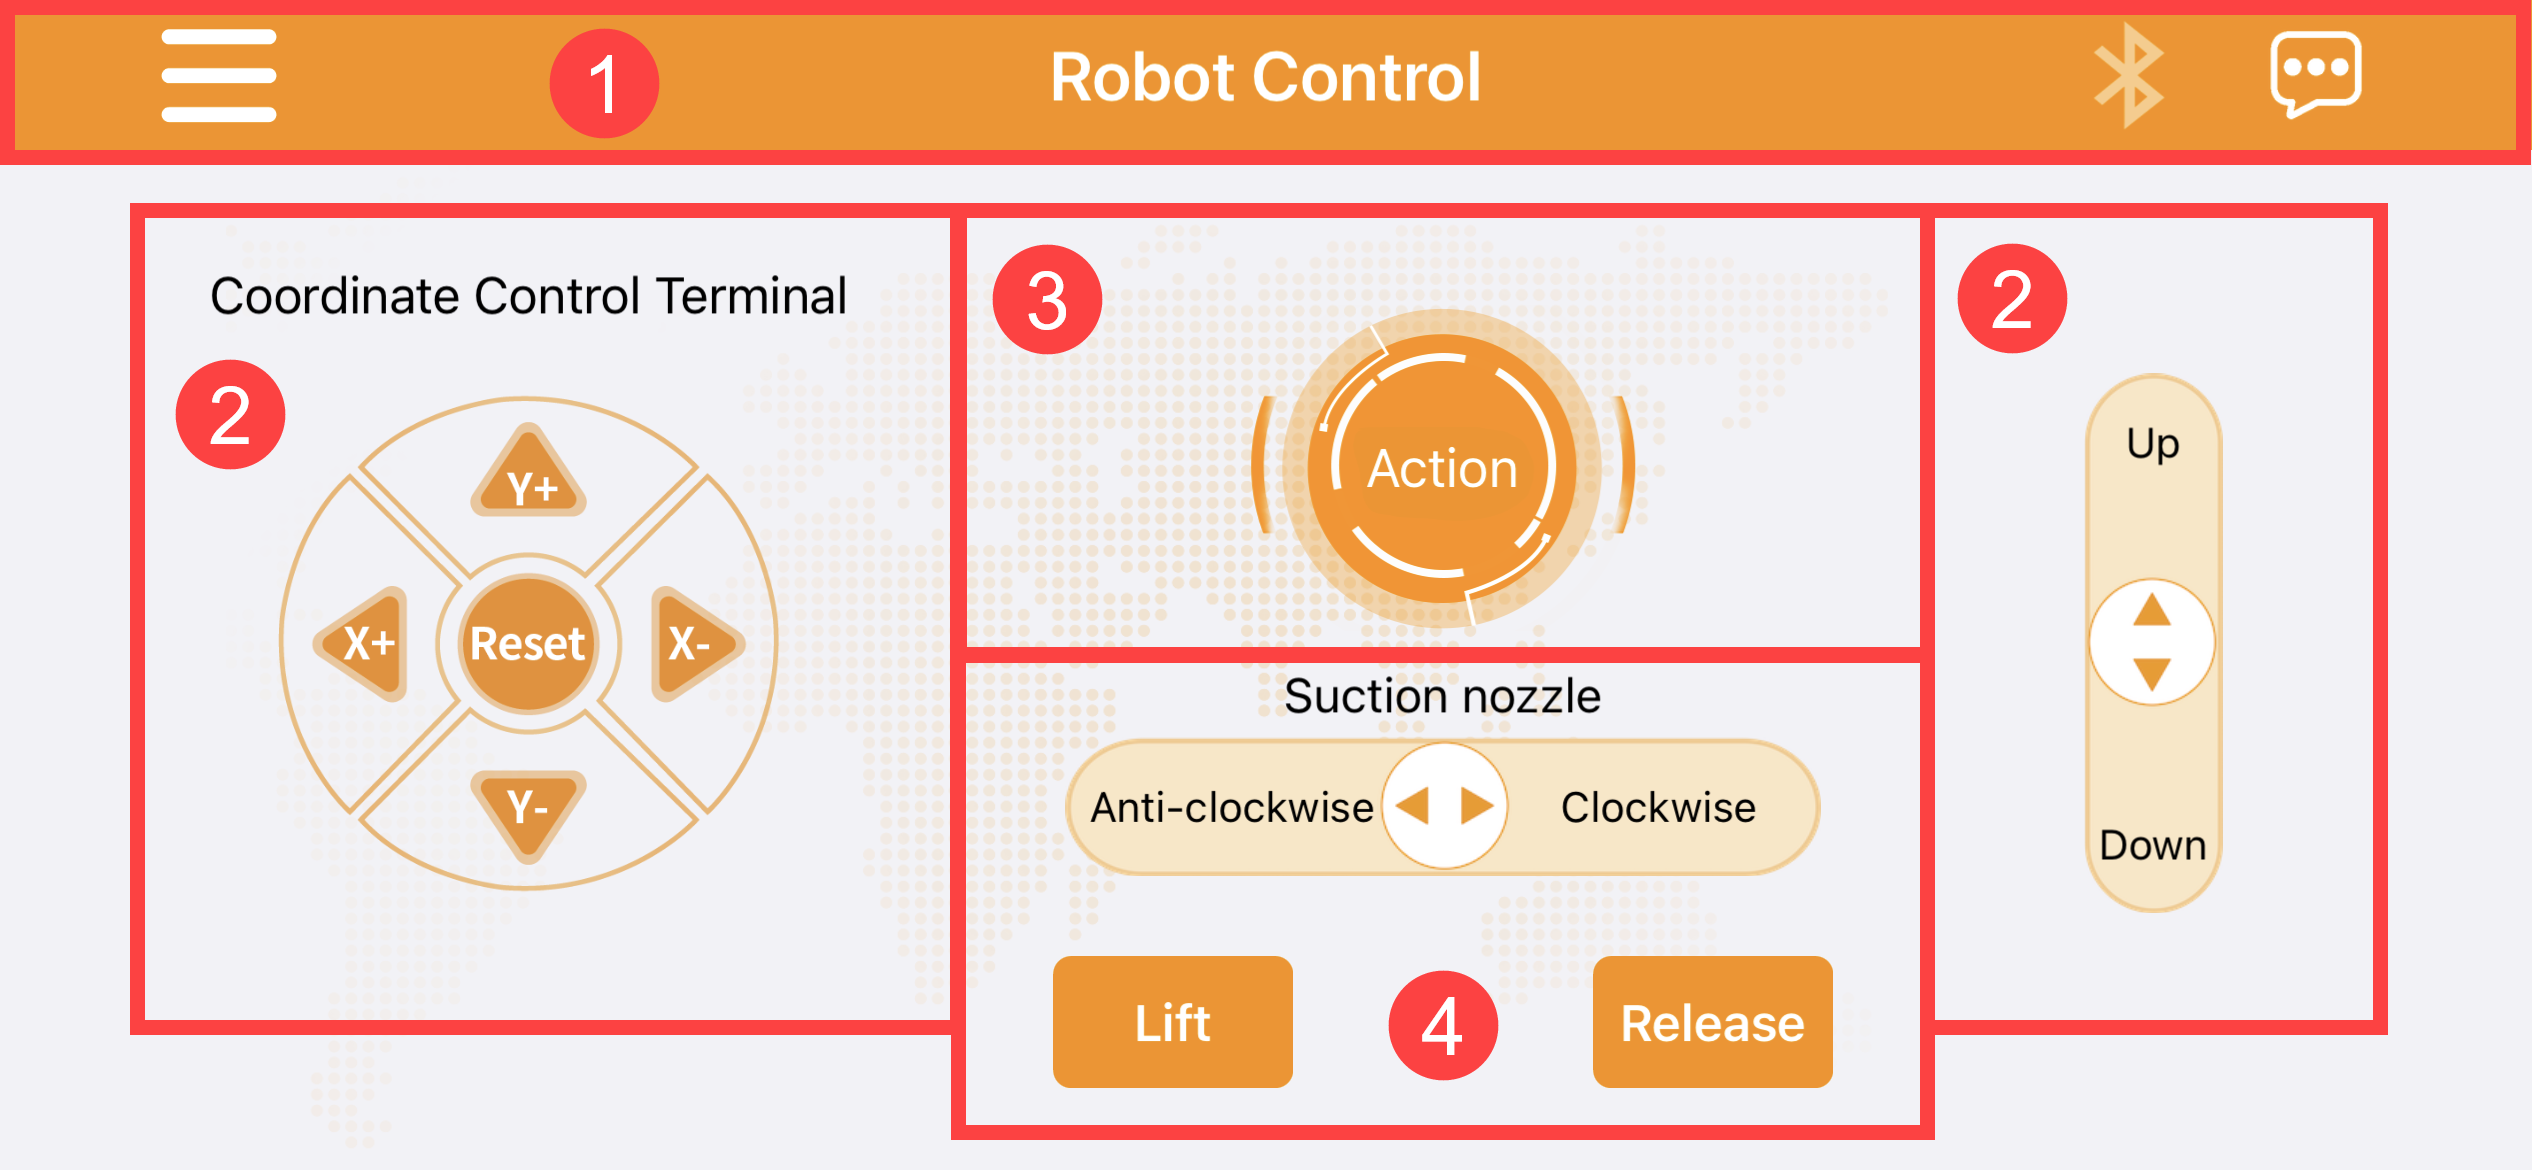 1
Robot Control
Coordinate Control Terminal
2
Y+
X+
Reset
X-
Y-
3
Action
Suction nozzle
Anti-clockwise
Clockwise
Lift
4
Release
2
Up
Down